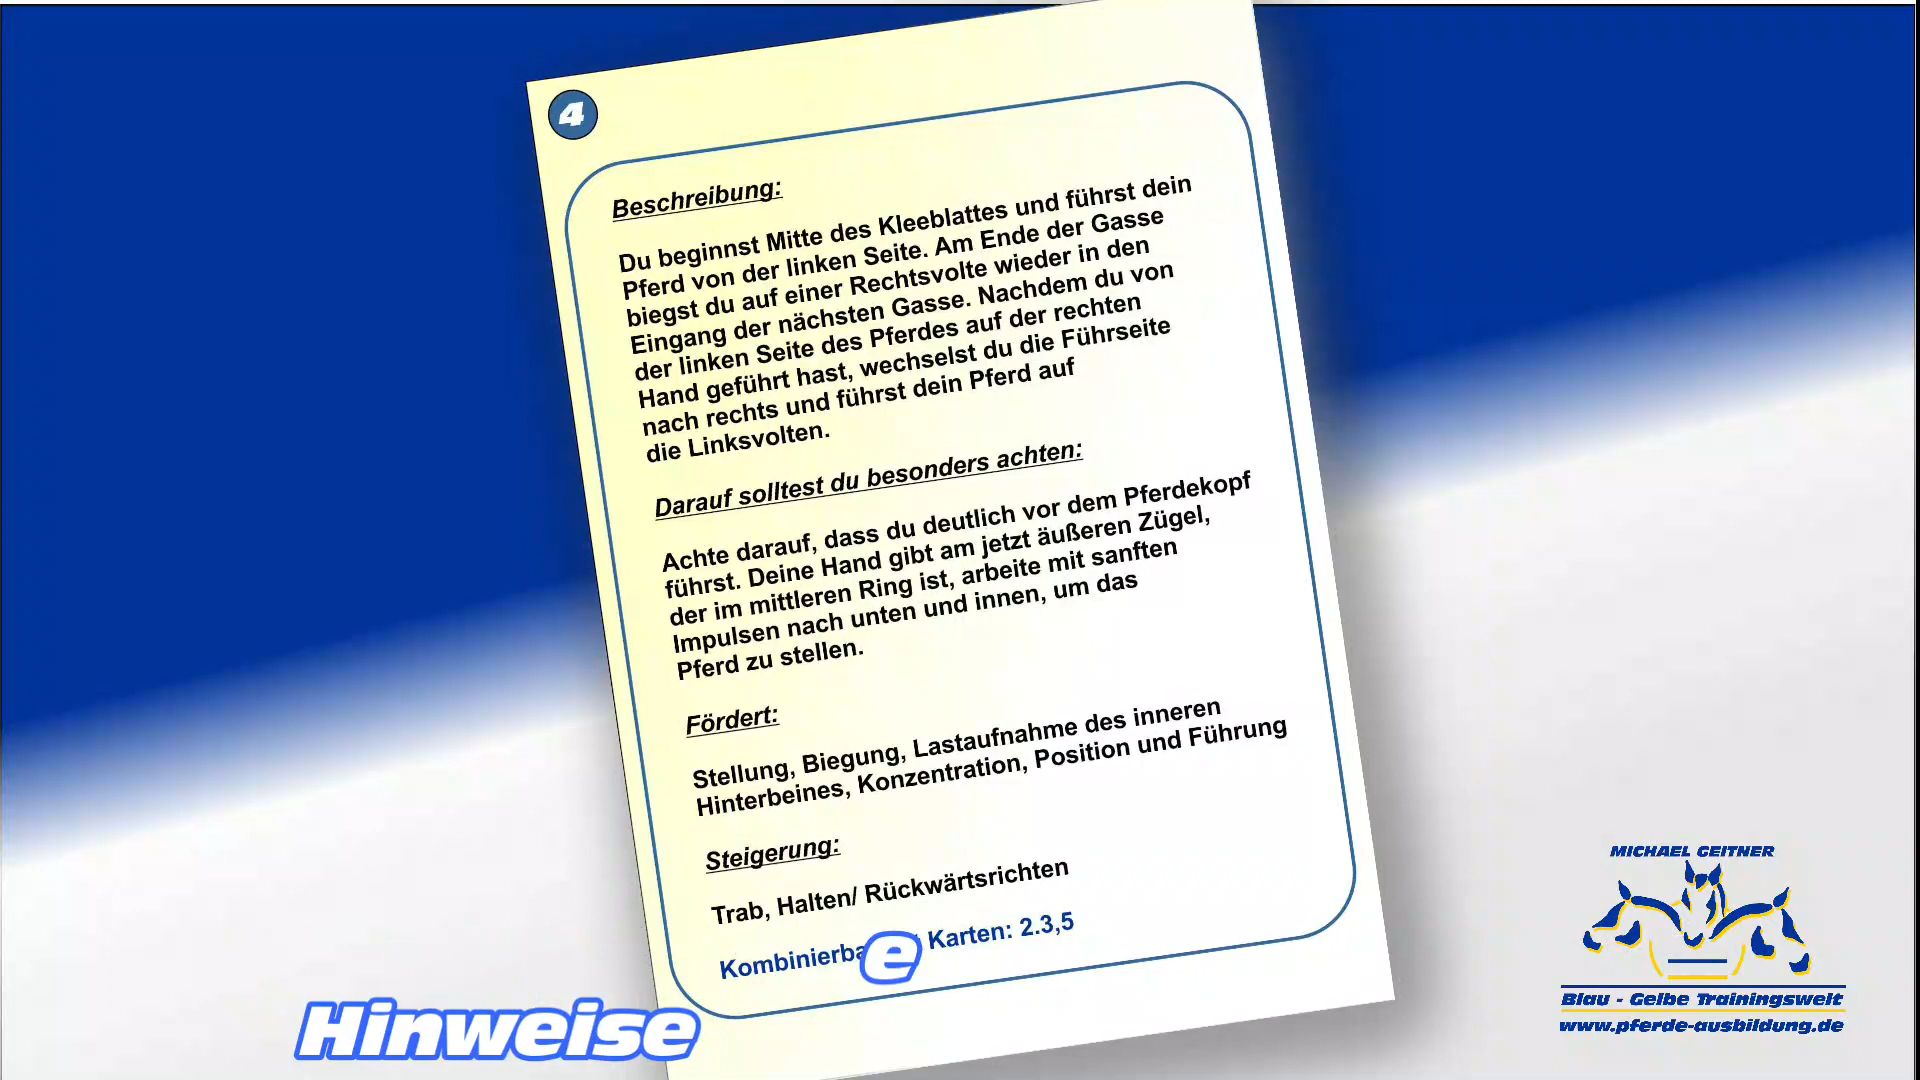 4
Beschreibung:
Du beginnst Mitte des Kleeblattes und führst dein
Pferd von der linken Seite. Am Ende der Gasse
biegst du auf einer Rechtsvolte wieder in den
Eingang der nächsten Gasse. Nachdem du von
der linken Seite des Pferdes auf der rechten
Hand geführt hast, wechselst du die Führseite
nach rechts und führst dein Pferd auf
die Linksvolten.
Darauf solltest du besonders achten:
Achte darauf, dass du deutlich vor dem Pferdekopf
führst. Deine Hand gibt am jetzt äußeren Zügel,
der im mittleren Ring ist, arbeite mit sanften
Impulsen nach unten und innen, um das
Pferd zu stellen.
Fördert:
Stellung, Biegung, Lastaufnahme des inneren
Hinterbeines, Konzentration, Position und Führung
Steigerung:
Trab, Halten/ Rückwärtsrichten
Karten: 2.3,5
e
Hinweise
MICHAEL GEITNER
Blau - Gelbe Trainingswelt
www.pferde-ausbildung.de